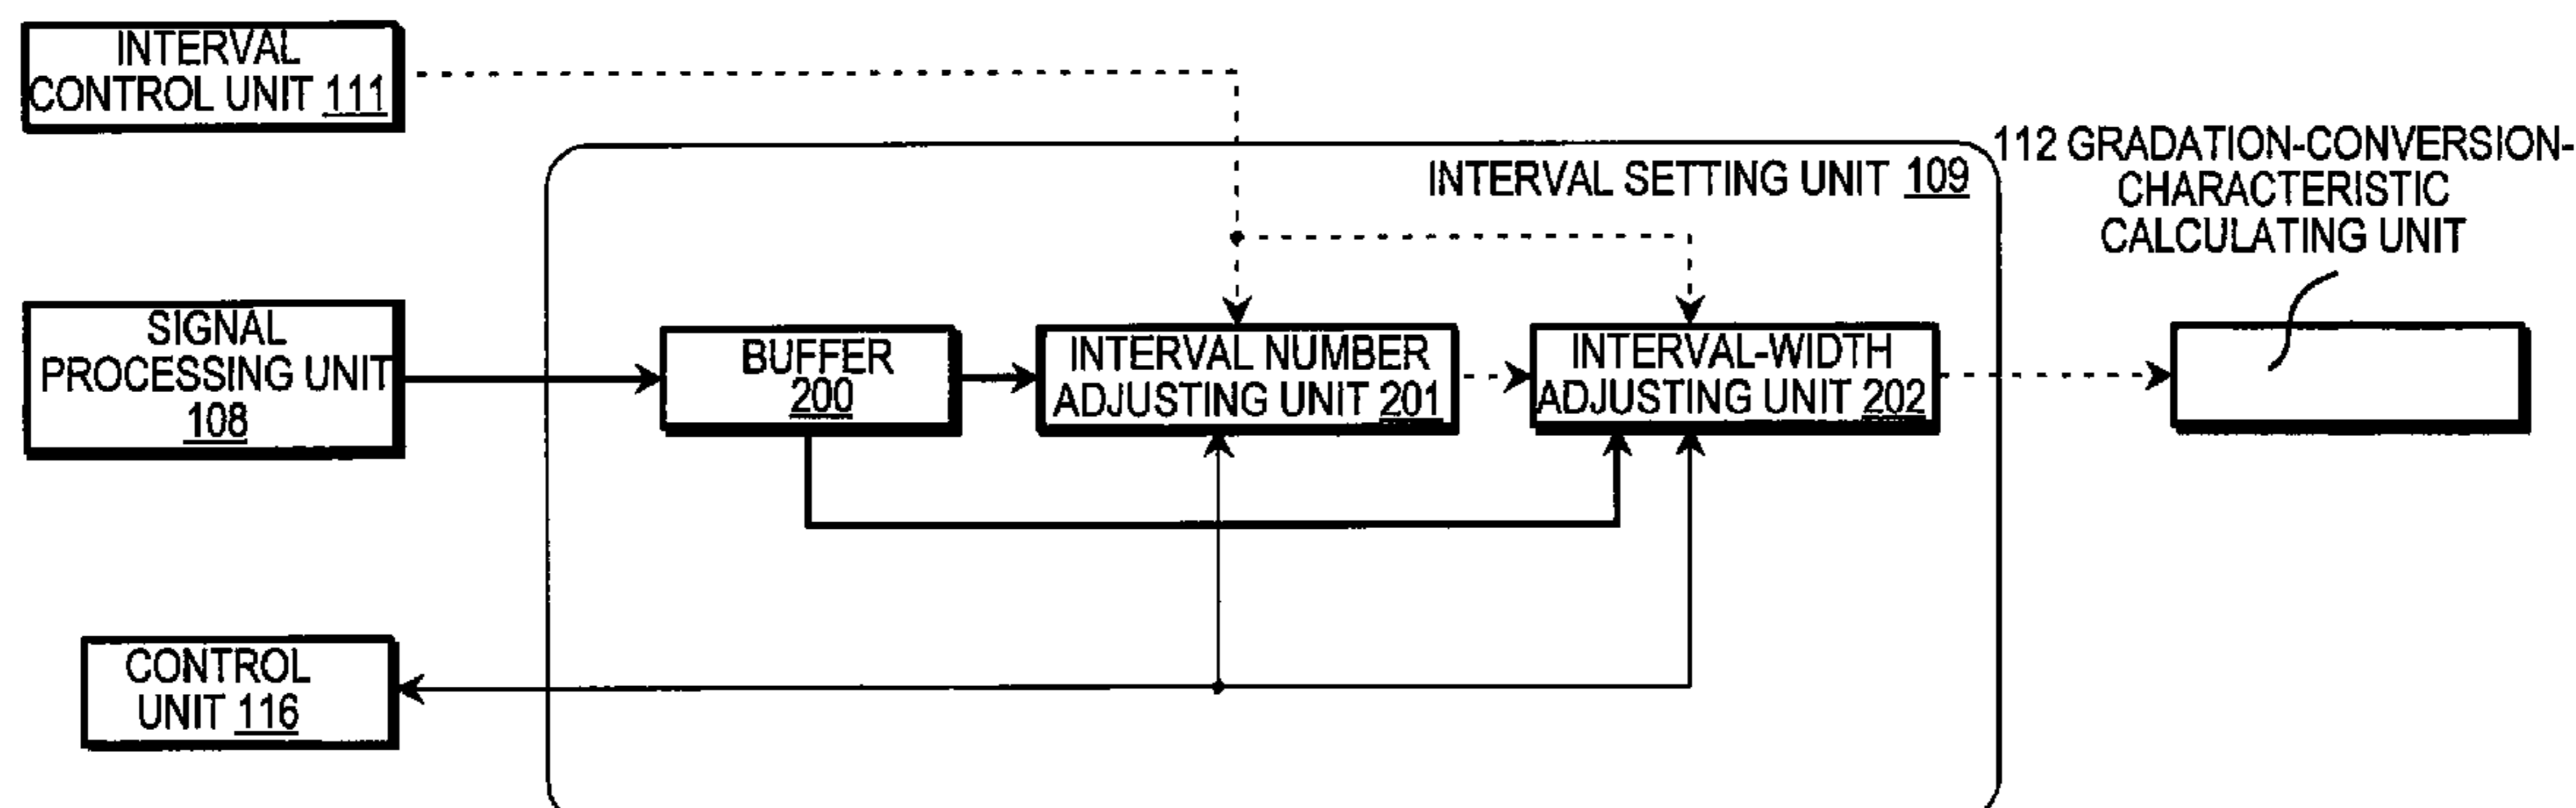 INTERVAL
CONTROL UNIT 111
INTERVAL SETTING UNIT 109
112 GRADATION-CONVERSION-
CHARACTERISTIC
CALCULATING UNIT
SIGNAL
PROCESSING UNIT
108
BUFFER
200
INTERVAL NUMBER
ADJUSTING UNIT 201
INTERVAL-WIDTH
ADJUSTING UNIT 202
CONTROL
UNIT 116